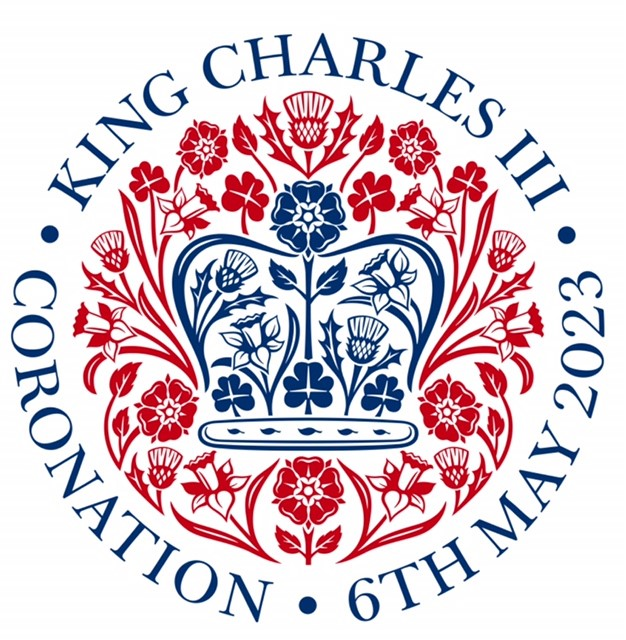 KING CHARLES III
CORONATION • 6TH MAY 2023